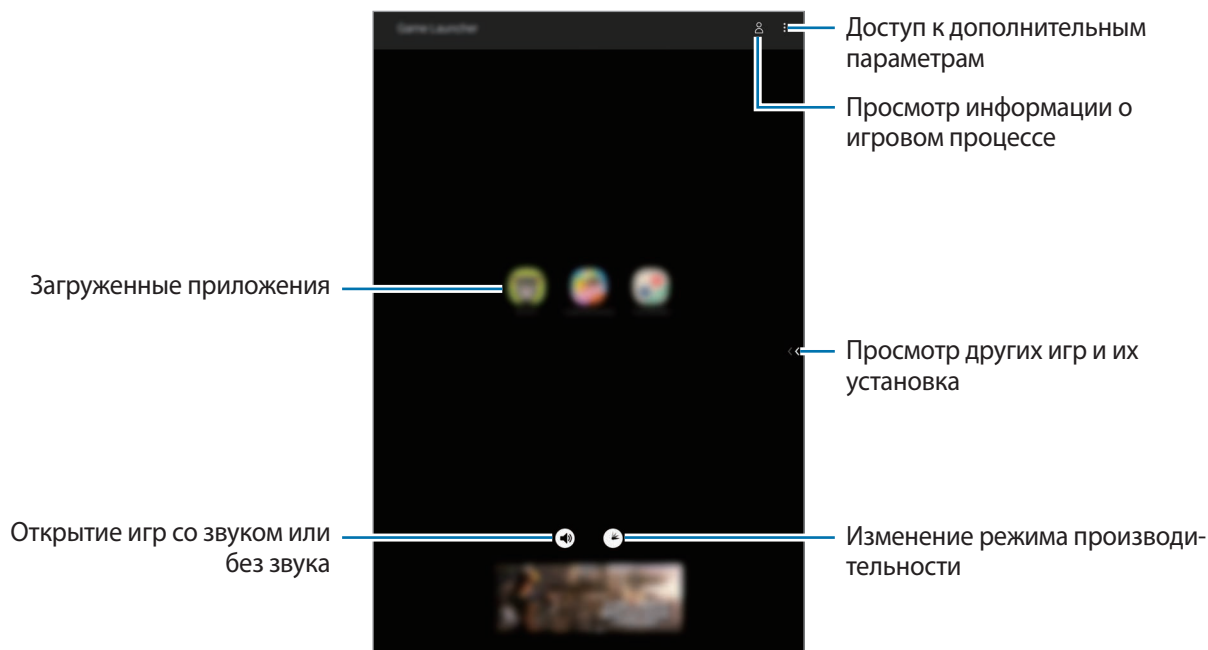 Game Launcher
Доступ к дополнительным
параметрам
Просмотр информации о
игровом процессе
Загруженные приложения
Просмотр других игр и их
установка
Открытие игр со звуком или
без звука
Изменение режима производи-
тельности